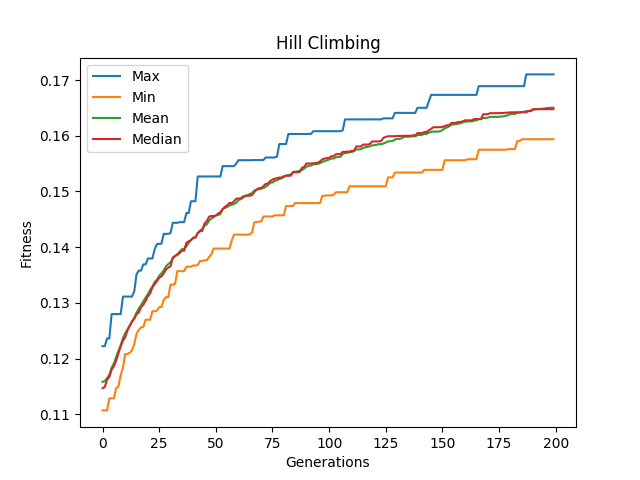 Hill Climbing
Max
Min
Mean
Median
Fitness
0.17
0.16
0.15
0.14
0.13
0.12
0.11
0 25 50 75 100 125 150 175 200
Generations